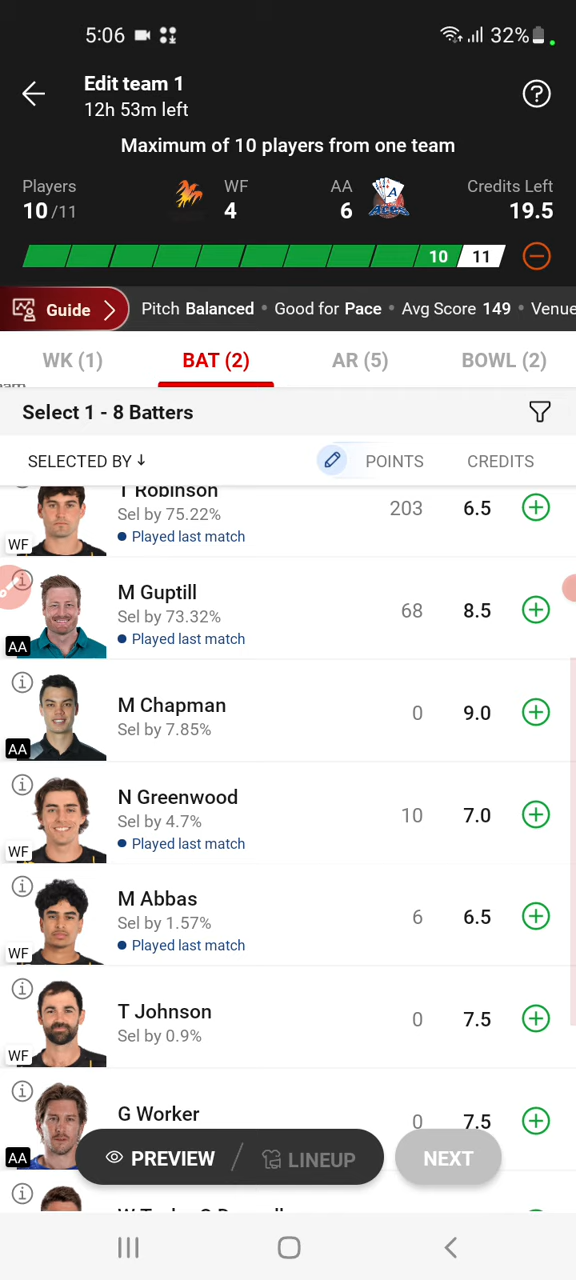 5:06 32%
Edit team 1
12h 53m left
Maximum of 10 players from one team
Players WF AA Credits Left
10/11 4 6 19.5
A
ACES
10 11
Guide Pitch Balanced • Good for Pace • Avg Score 149 • Venue
WK (1) BAT (2) AR (5) BOWL (2)
Select 1 - 8 Batters
SELECTED BY ↓ POINTS CREDITS
T Robinson
Sel by 75.22% 203 6.5
WF Played last match
M Guptill
Sel by 73.32% 68 8.5
AA Played last match
M Chapman
Sel by 7.85% 0 9.0
AA
N Greenwood
Sel by 4.7% 10 7.0
WF Played last match
M Abbas
Sel by 1.57% 6 6.5
WF Played last match
T Johnson
Sel by 0.9% 0 7.5
WF
G Worker
0 7.5
AA PREVIEW / LINEUP NEXT